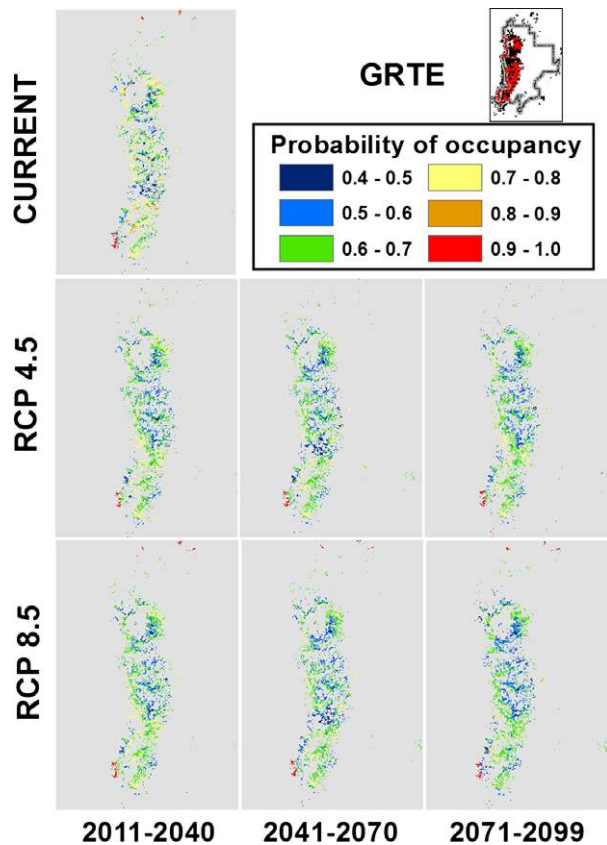 CURRENT
GRTE
Probability of occupancy
0.4 - 0.5
0.7 - 0.8
0.5 - 0.6
0.8 - 0.9
0.6 - 0.7
0.9 - 1.0
RCP 4.5
RCP 8.5
2011-2040
2041-2070
2071-2099